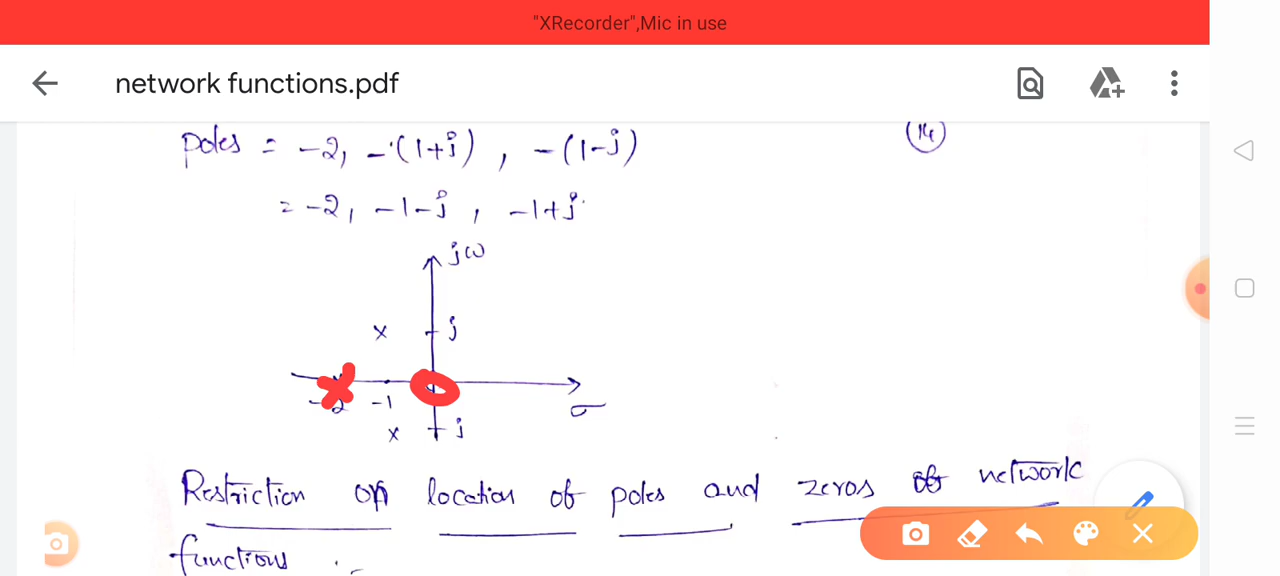 "XRecorder",Mic in use
network functions.pdf
poles = -2, -(1+j), -(1-j)
(14)
= -2, -1-j, -1+j
jω
x j
-2 -1 σ
x j
Restriction on location of poles and zeros of network
functions :-